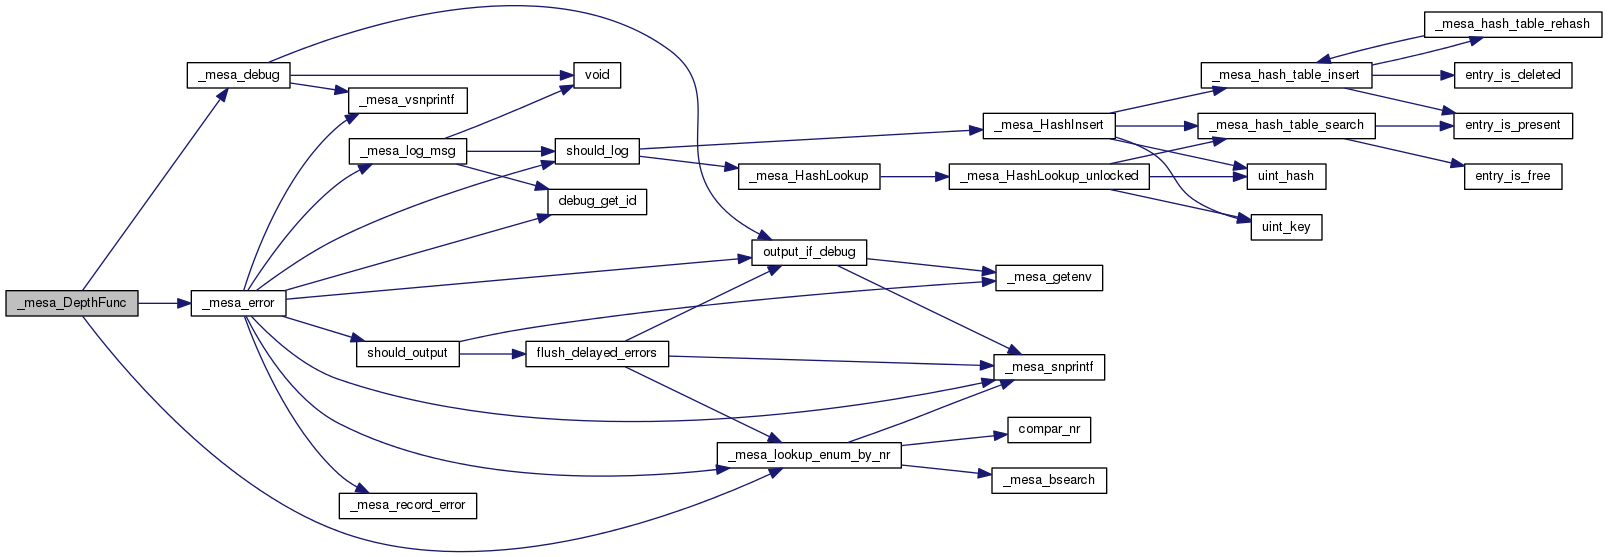 _mesa_DepthFunc
_mesa_debug
_mesa_error
_mesa_vsnprintf
_mesa_log_msg
should_output
_mesa_record_error
void
should_log
debug_get_id
flush_delayed_errors
_mesa_HashLookup
output_if_debug
_mesa_lookup_enum_by_nr
_mesa_HashInsert
_mesa_HashLookup_unlocked
_mesa_getenv
_mesa_snprintf
compar_nr
_mesa_bsearch
_mesa_hash_table_insert
_mesa_hash_table_search
uint_hash
uint_key
_mesa_hash_table_rehash
entry_is_deleted
entry_is_present
entry_is_free